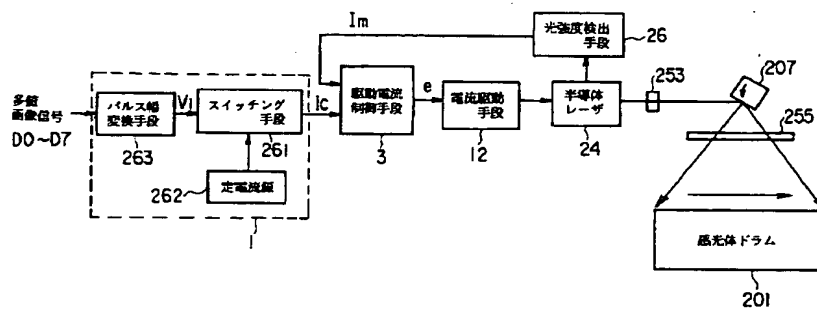 多値
画像信号
D0~D7
パルス幅
変換手段
263
Vi
スイッチング
手段
261
定電流源
262
1
Ic
Im
駆動電流
制御手段
3
e
電流駆動
手段
12
半導体
レーザ
24
光強度検出
手段
26
253
207
255
感光体ドラム
201